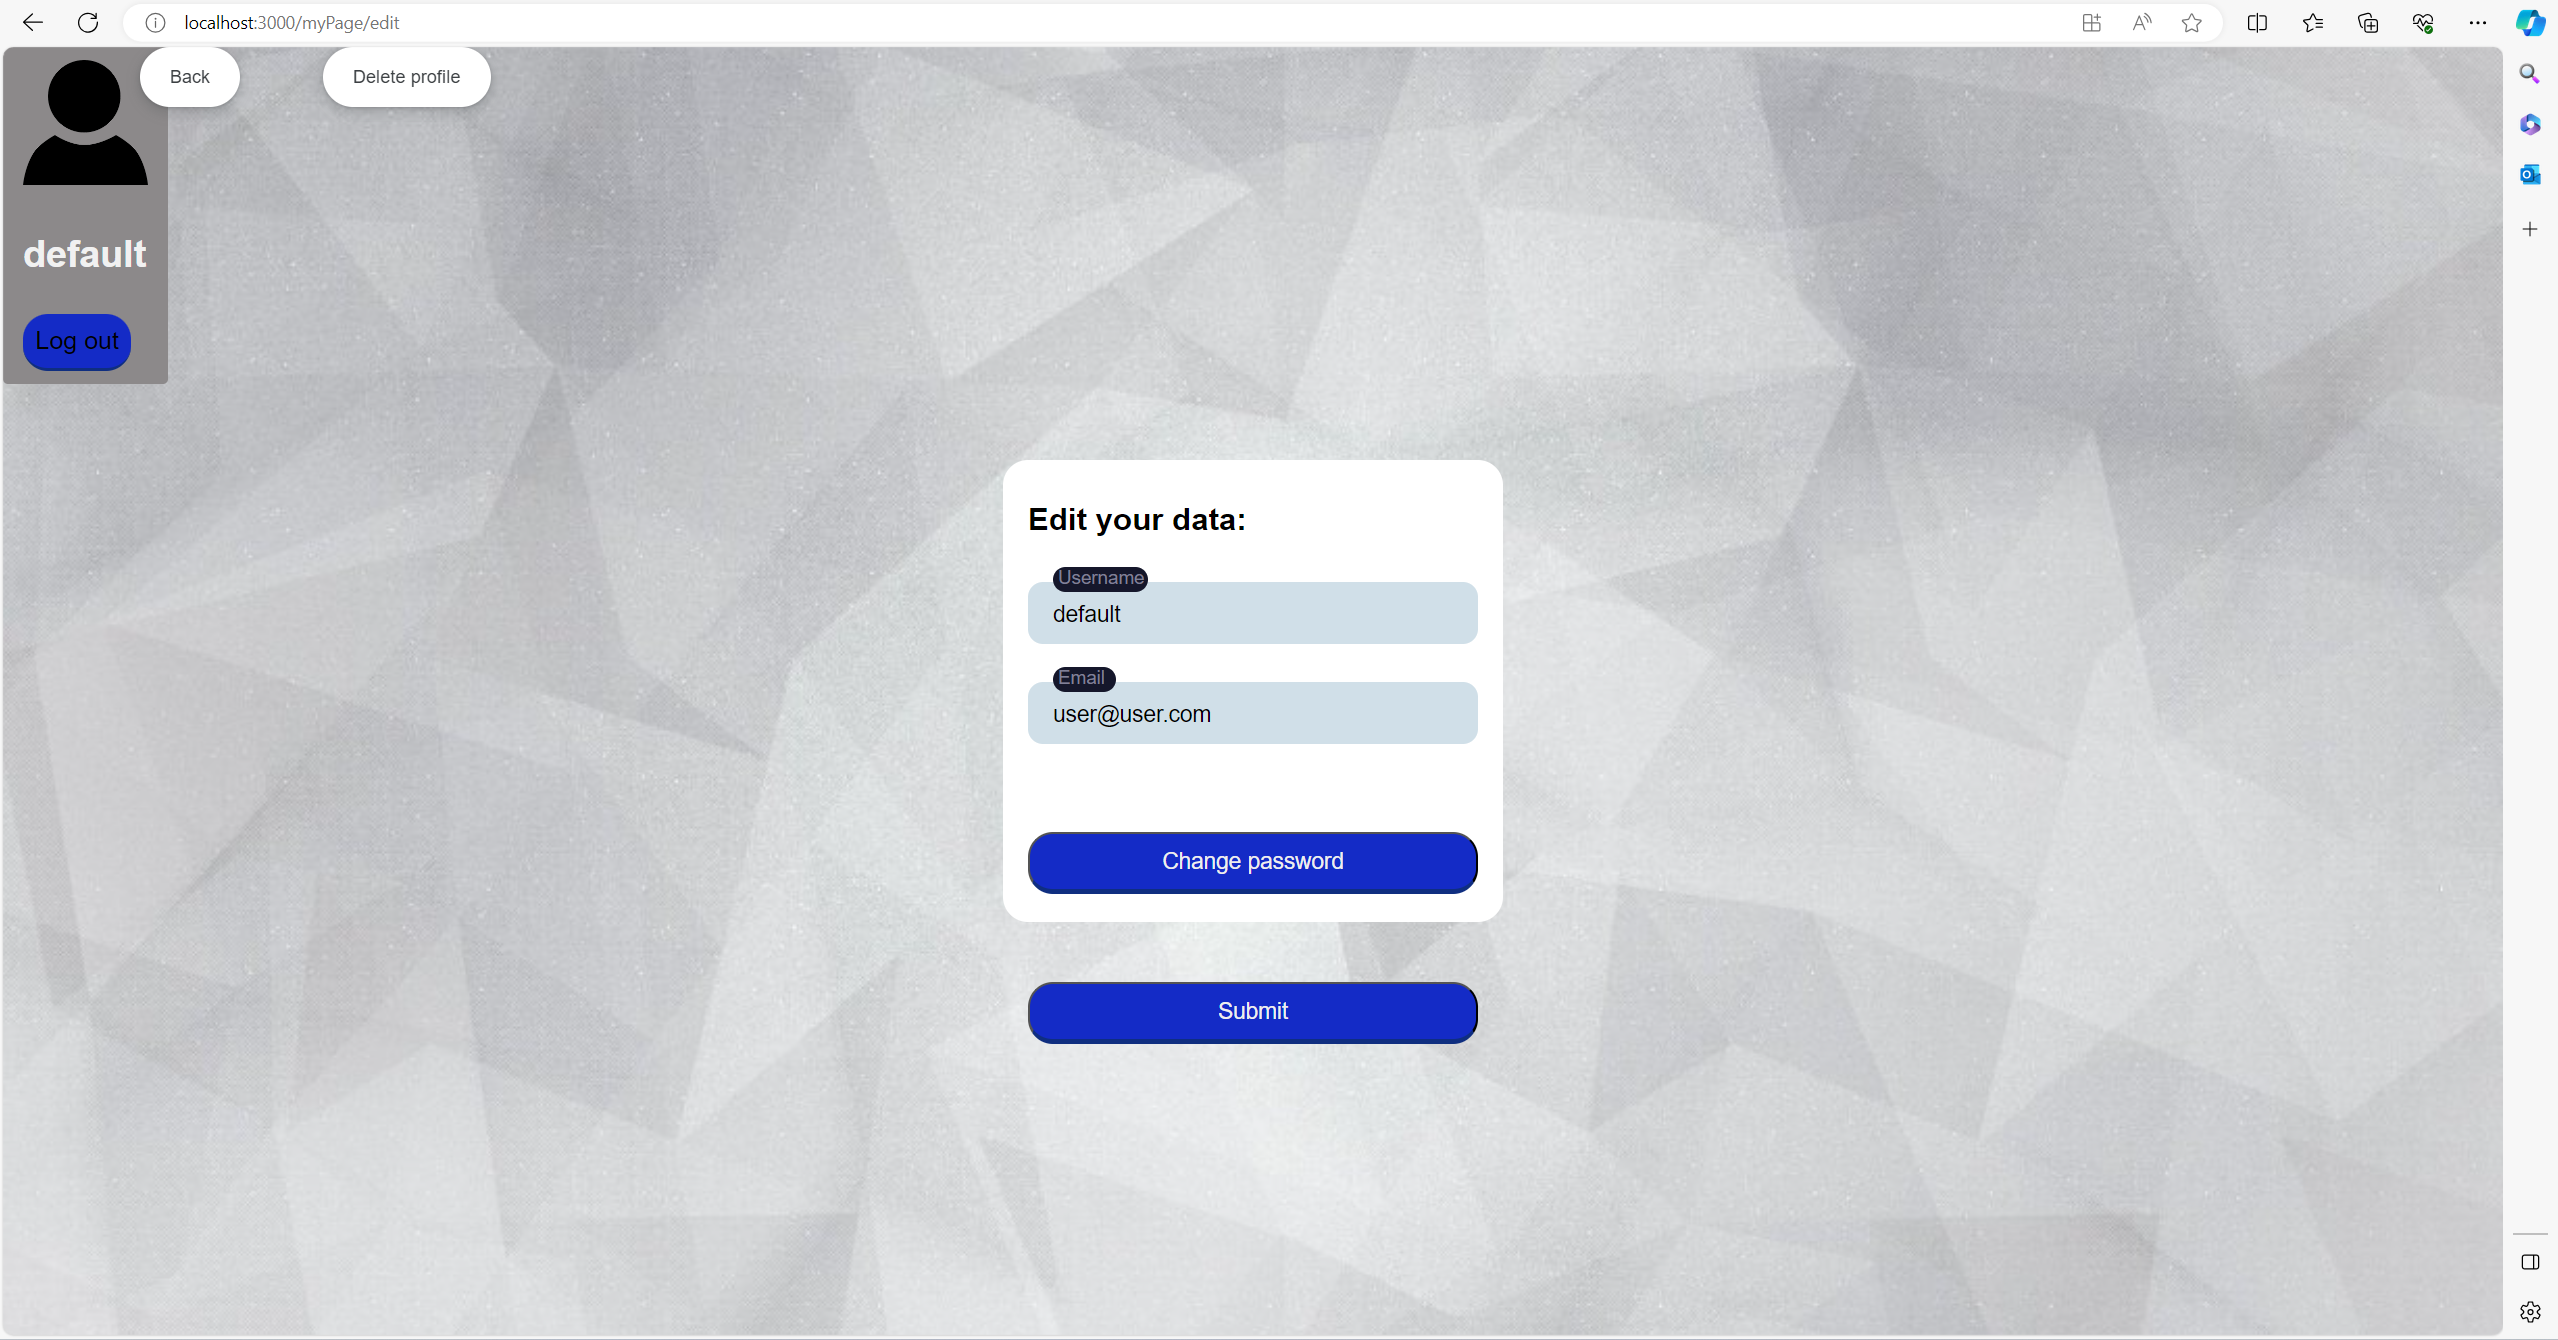 localhost:3000/myPage/edit
Back
Delete profile
default
Log out
Edit your data:
Username
default
Email
user@user.com
Change password
Submit